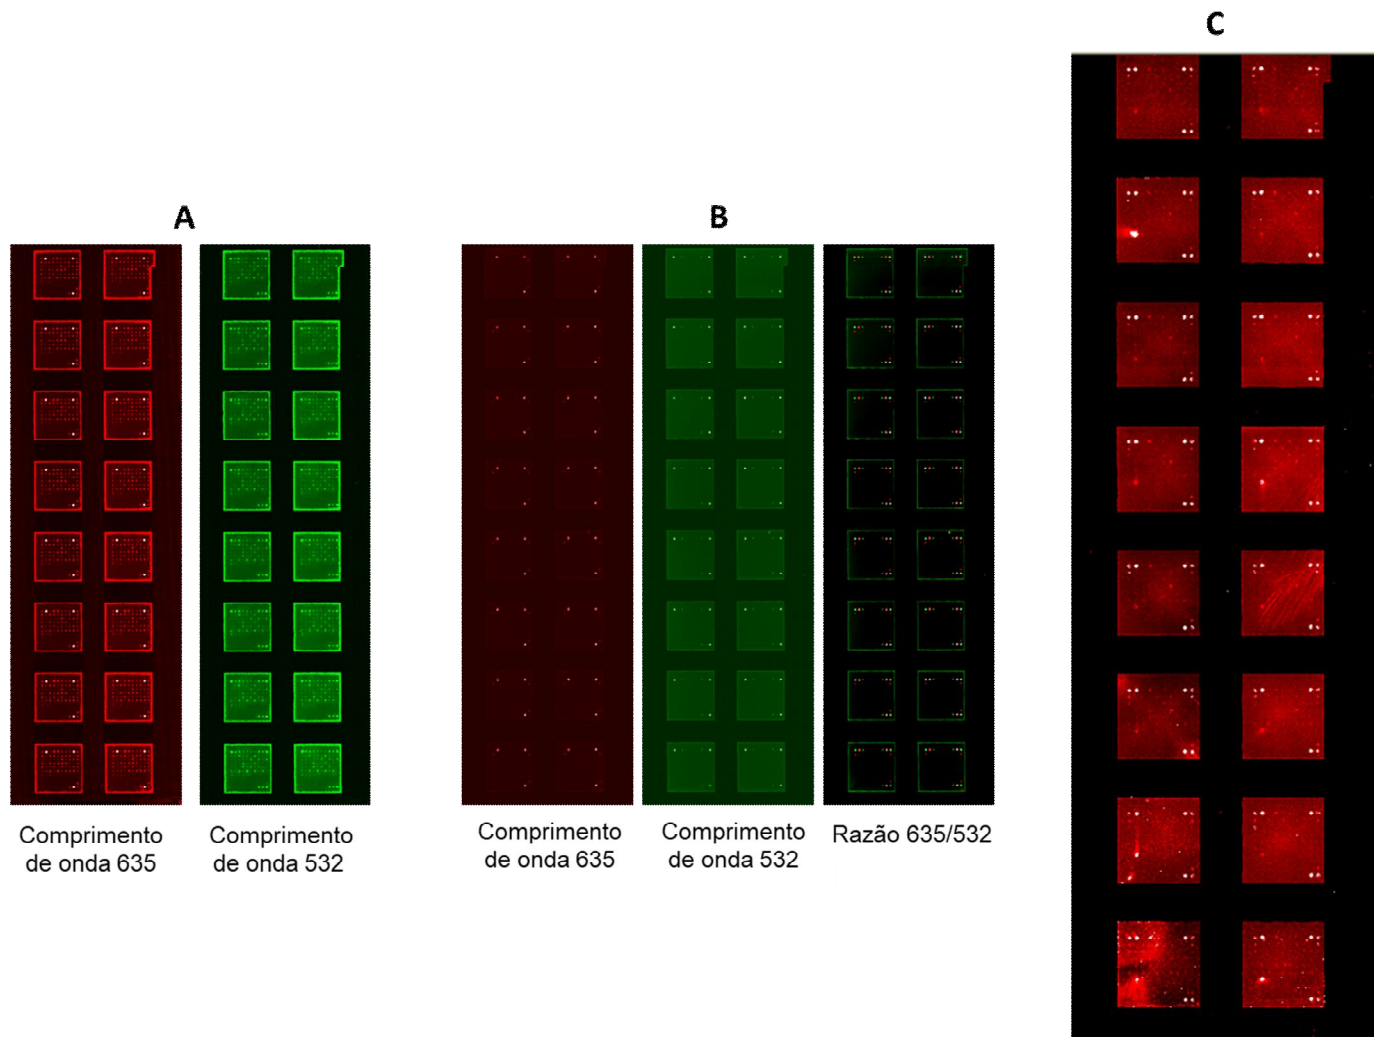 A
B
C
Comprimento
de onda 635
Comprimento
de onda 532
Comprimento
de onda 635
Comprimento
de onda 532
Razão 635/532